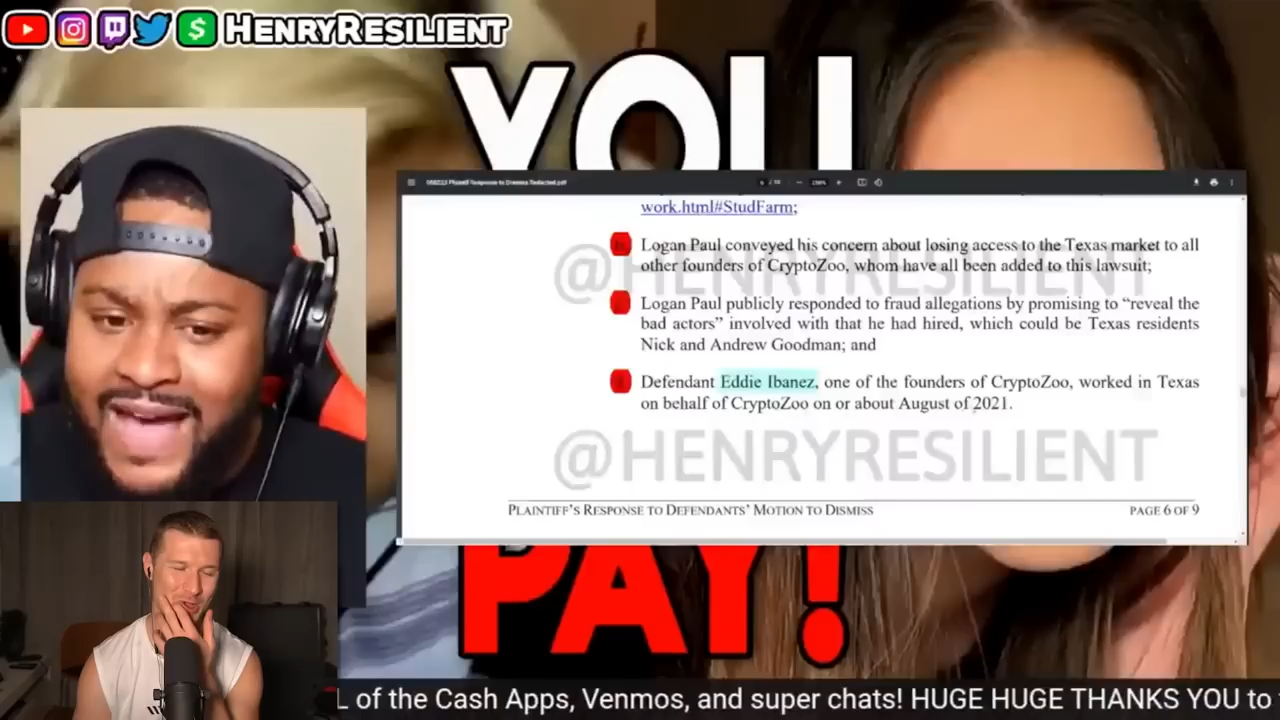 HENRYRESILIENT
YOU
work.html#StudFarm;
Logan Paul conveyed his concern about losing access to the Texas market to all
other founders of CryptoZoo, whom have all been added to this lawsuit;
@HENRYRESILIENT
Logan Paul publicly responded to fraud allegations by promising to “reveal the
bad actors” involved with that he had hired, which could be Texas residents
Nick and Andrew Goodman; and
Defendant Eddie Ibanez, one of the founders of CryptoZoo, worked in Texas
on behalf of CryptoZoo on or about August of 2021.
@HENRYRESILIENT
PLAINTIFF'S RESPONSE TO DEFENDANTS' MOTION TO DISMISS PAGE 6 OF 9
PAY!
L of the Cash Apps, Venmos, and super chats! HUGE HUGE THANKS YOU to